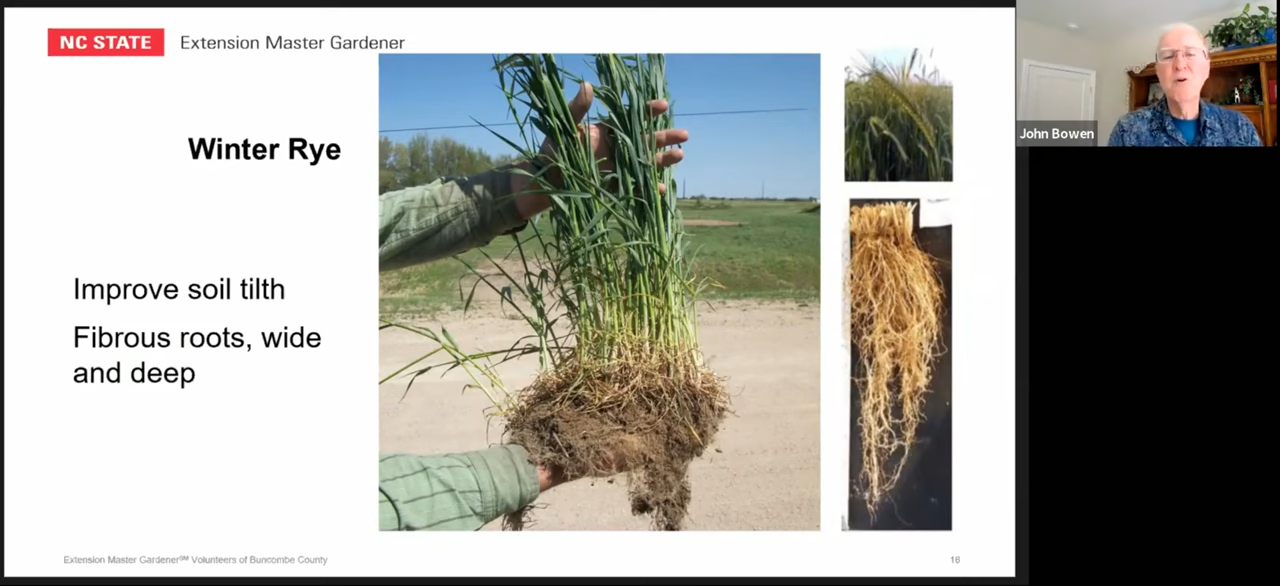 NC STATE Extension Master Gardener
John Bowen
Winter Rye
Improve soil tilth
Fibrous roots, wide
and deep
Extension Master Gardener℠ Volunteers of Buncombe County
16